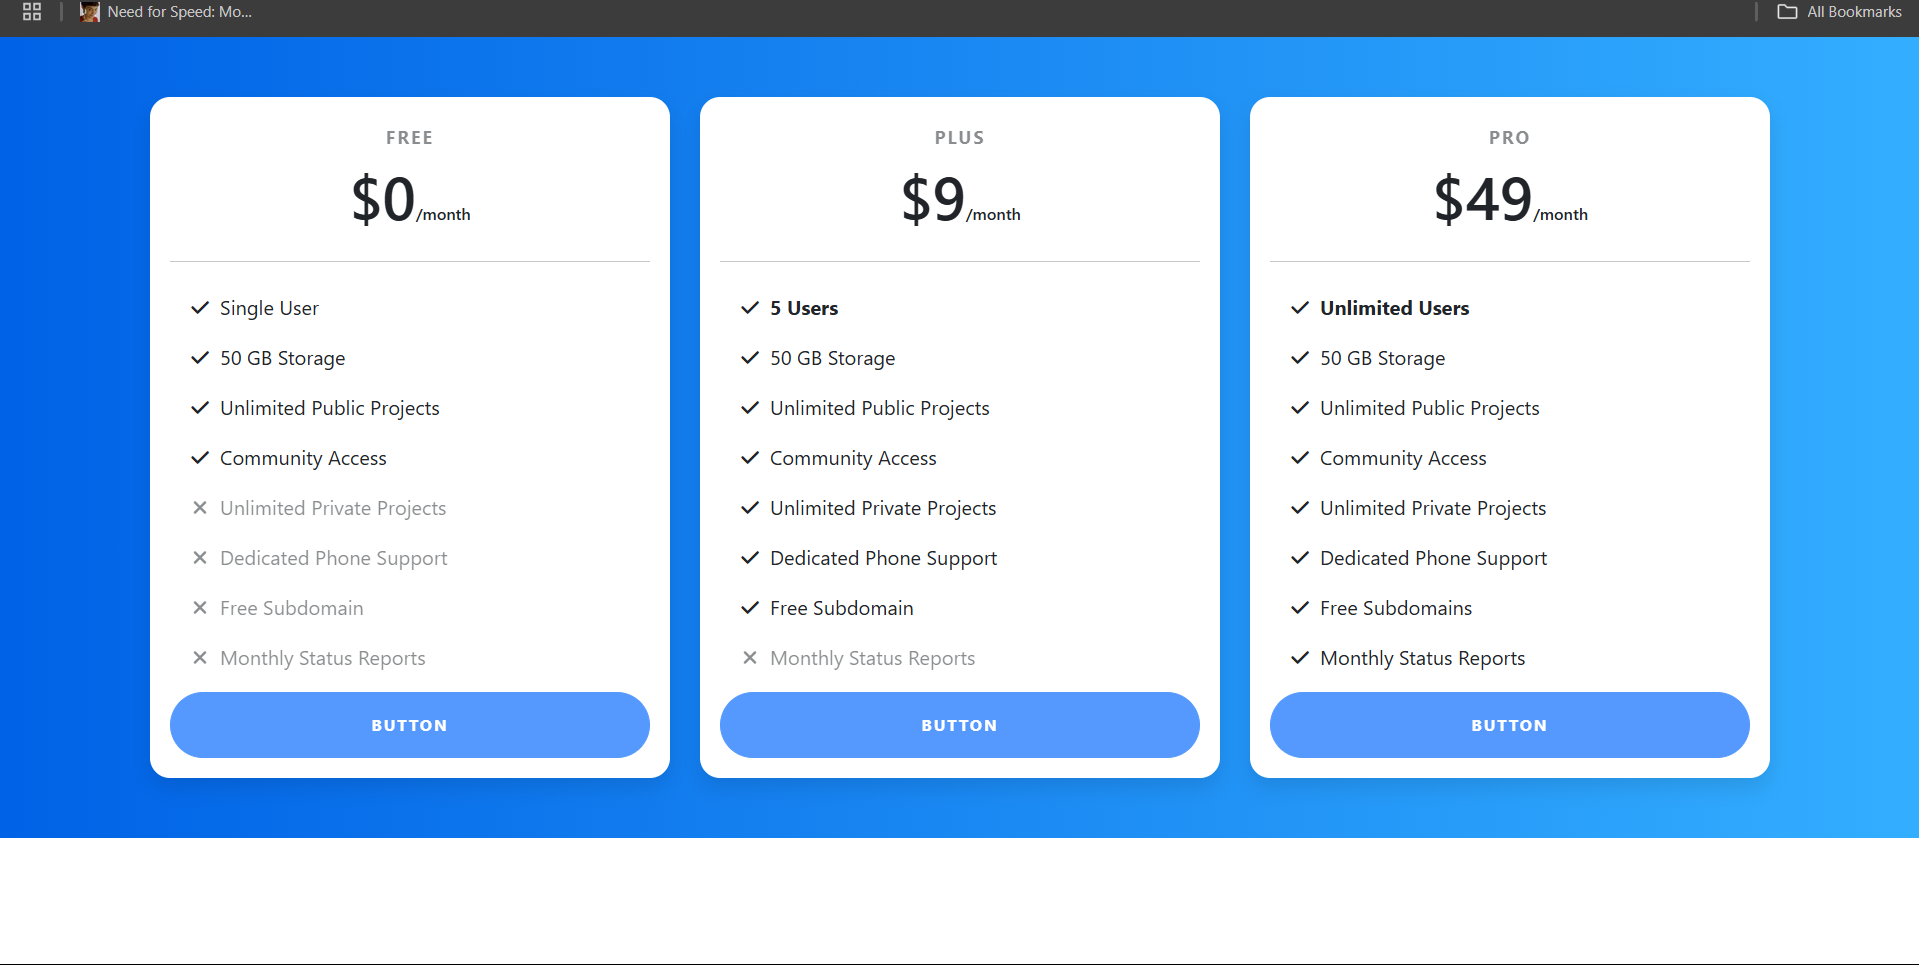 Need for Speed: Mo...
All Bookmarks
FREE
$0/month
Single User
50 GB Storage
Unlimited Public Projects
Community Access
Unlimited Private Projects
Dedicated Phone Support
Free Subdomain
Monthly Status Reports
BUTTON
PLUS
$9/month
5 Users
50 GB Storage
Unlimited Public Projects
Community Access
Unlimited Private Projects
Dedicated Phone Support
Free Subdomain
Monthly Status Reports
BUTTON
PRO
$49/month
Unlimited Users
50 GB Storage
Unlimited Public Projects
Community Access
Unlimited Private Projects
Dedicated Phone Support
Free Subdomains
Monthly Status Reports
BUTTON